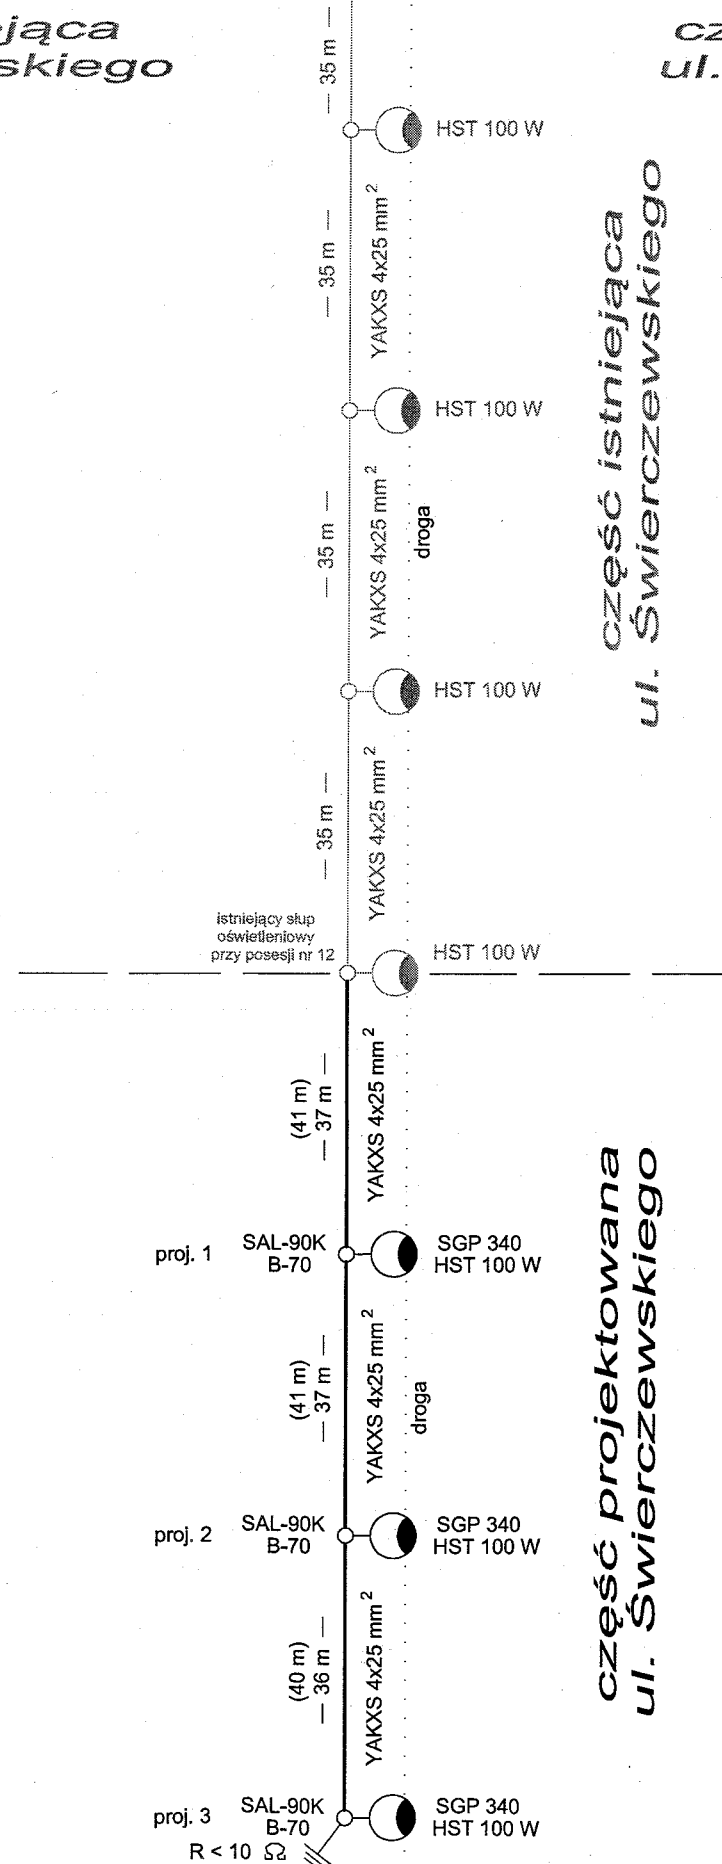 jąca
skiego
cz
ul.
— 35 m —
HST 100 W
— 35 m —
YAKXS 4x25 mm²
HST 100 W
część istniejąca
ul. Świerczewskiego
— 35 m —
YAKXS 4x25 mm²
droga
HST 100 W
— 35 m —
YAKXS 4x25 mm²
istniejący słup
oświetleniowy
przy posesji nr 12
HST 100 W
(41 m)
— 37 m —
YAKXS 4x25 mm²
proj. 1
SAL-90K
B-70
SGP 340
HST 100 W
część projektowana
ul. Świerczewskiego
(41 m)
— 37 m —
YAKXS 4x25 mm²
droga
proj. 2
SAL-90K
B-70
SGP 340
HST 100 W
(40 m)
— 36 m —
YAKXS 4x25 mm²
proj. 3
SAL-90K
B-70
SGP 340
HST 100 W
R < 10 Ω